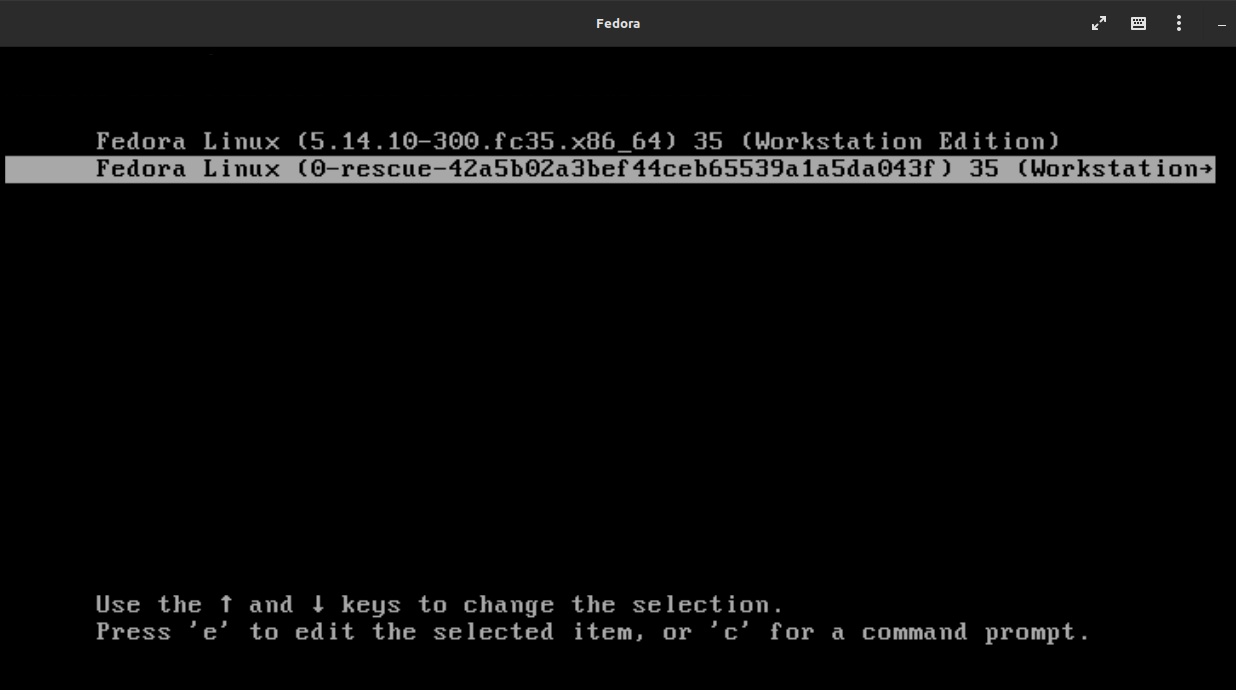 Fedora
Fedora Linux (5.14.10-300.fc35.x86_64) 35 (Workstation Edition)
Fedora Linux (0-rescue-42a5b02a3bef44ceb65539a1a5da043f) 35 (Workstation→
Use the ↑ and ↓ keys to change the selection.
Press 'e' to edit the selected item, or 'c' for a command prompt.